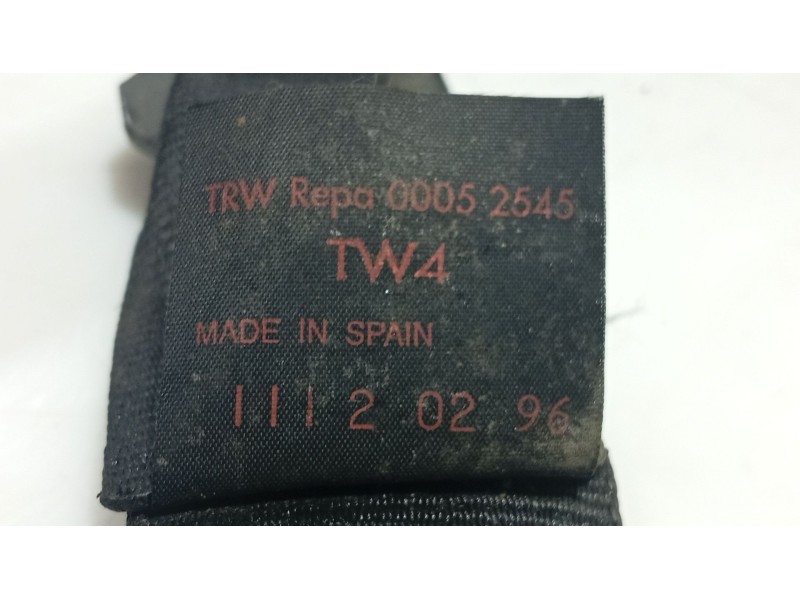 TRW Repa 0005 2545
TW4
MADE IN SPAIN
111 2 02 96